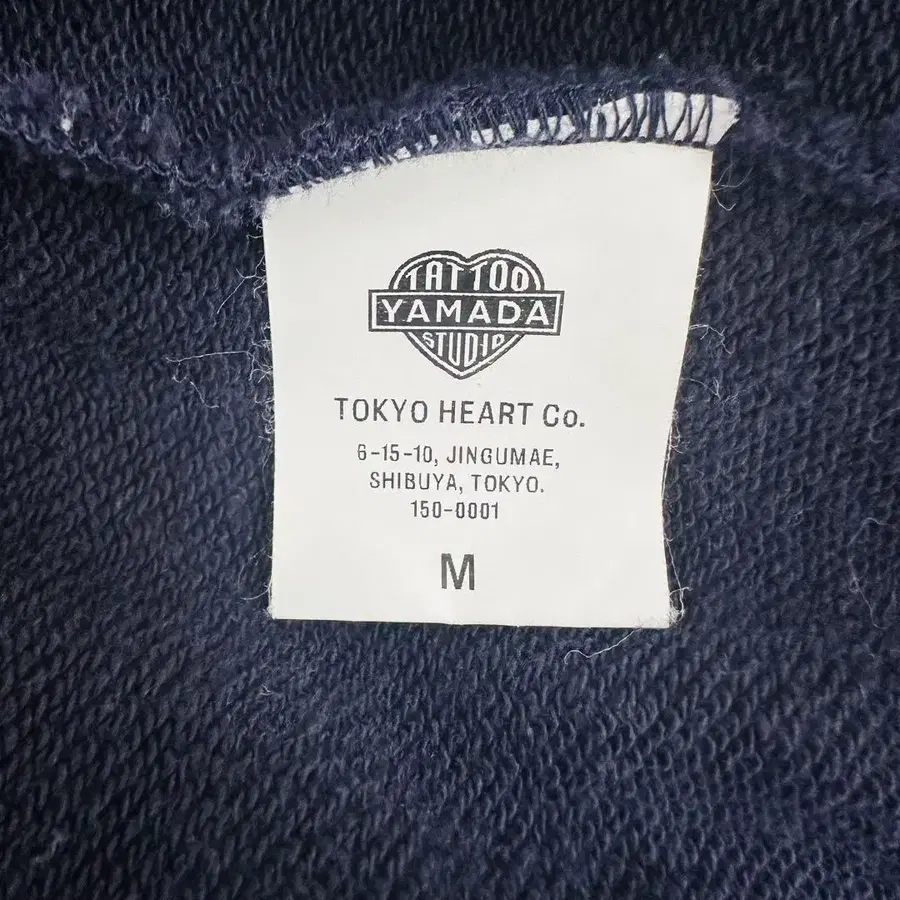 TATTOO
YAMADA
STUDIO
TOKYO HEART Co.
6-15-10, JINGUMAE,
SHIBUYA, TOKYO.
150-0001
M